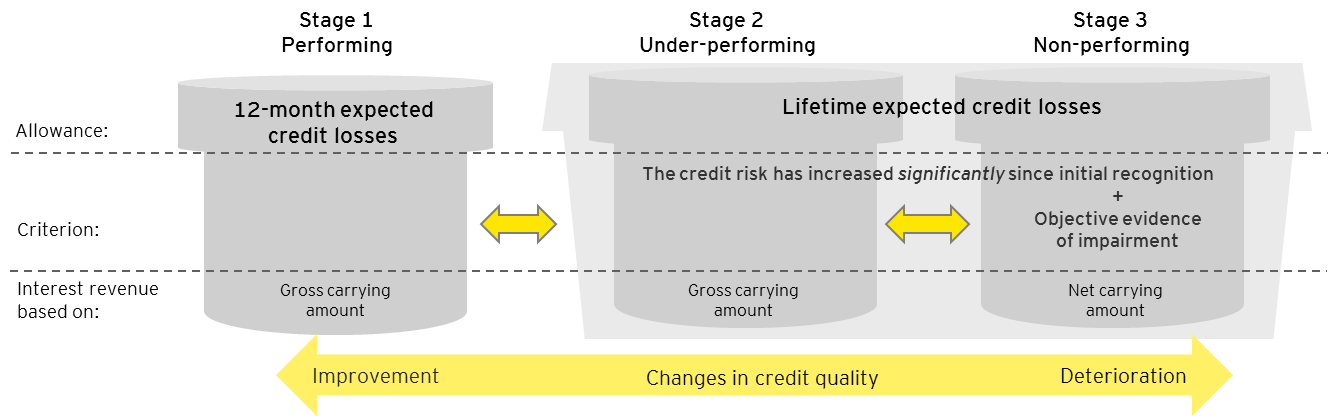 Stage 1
Performing
Stage 2
Under-performing
Stage 3
Non-performing
Allowance:
12-month expected
credit losses
Lifetime expected credit losses
Criterion:
The credit risk has increased significantly since initial recognition
+
Objective evidence
of impairment
Interest revenue
based on:
Gross carrying
amount
Gross carrying
amount
Net carrying
amount
Improvement
Changes in credit quality
Deterioration